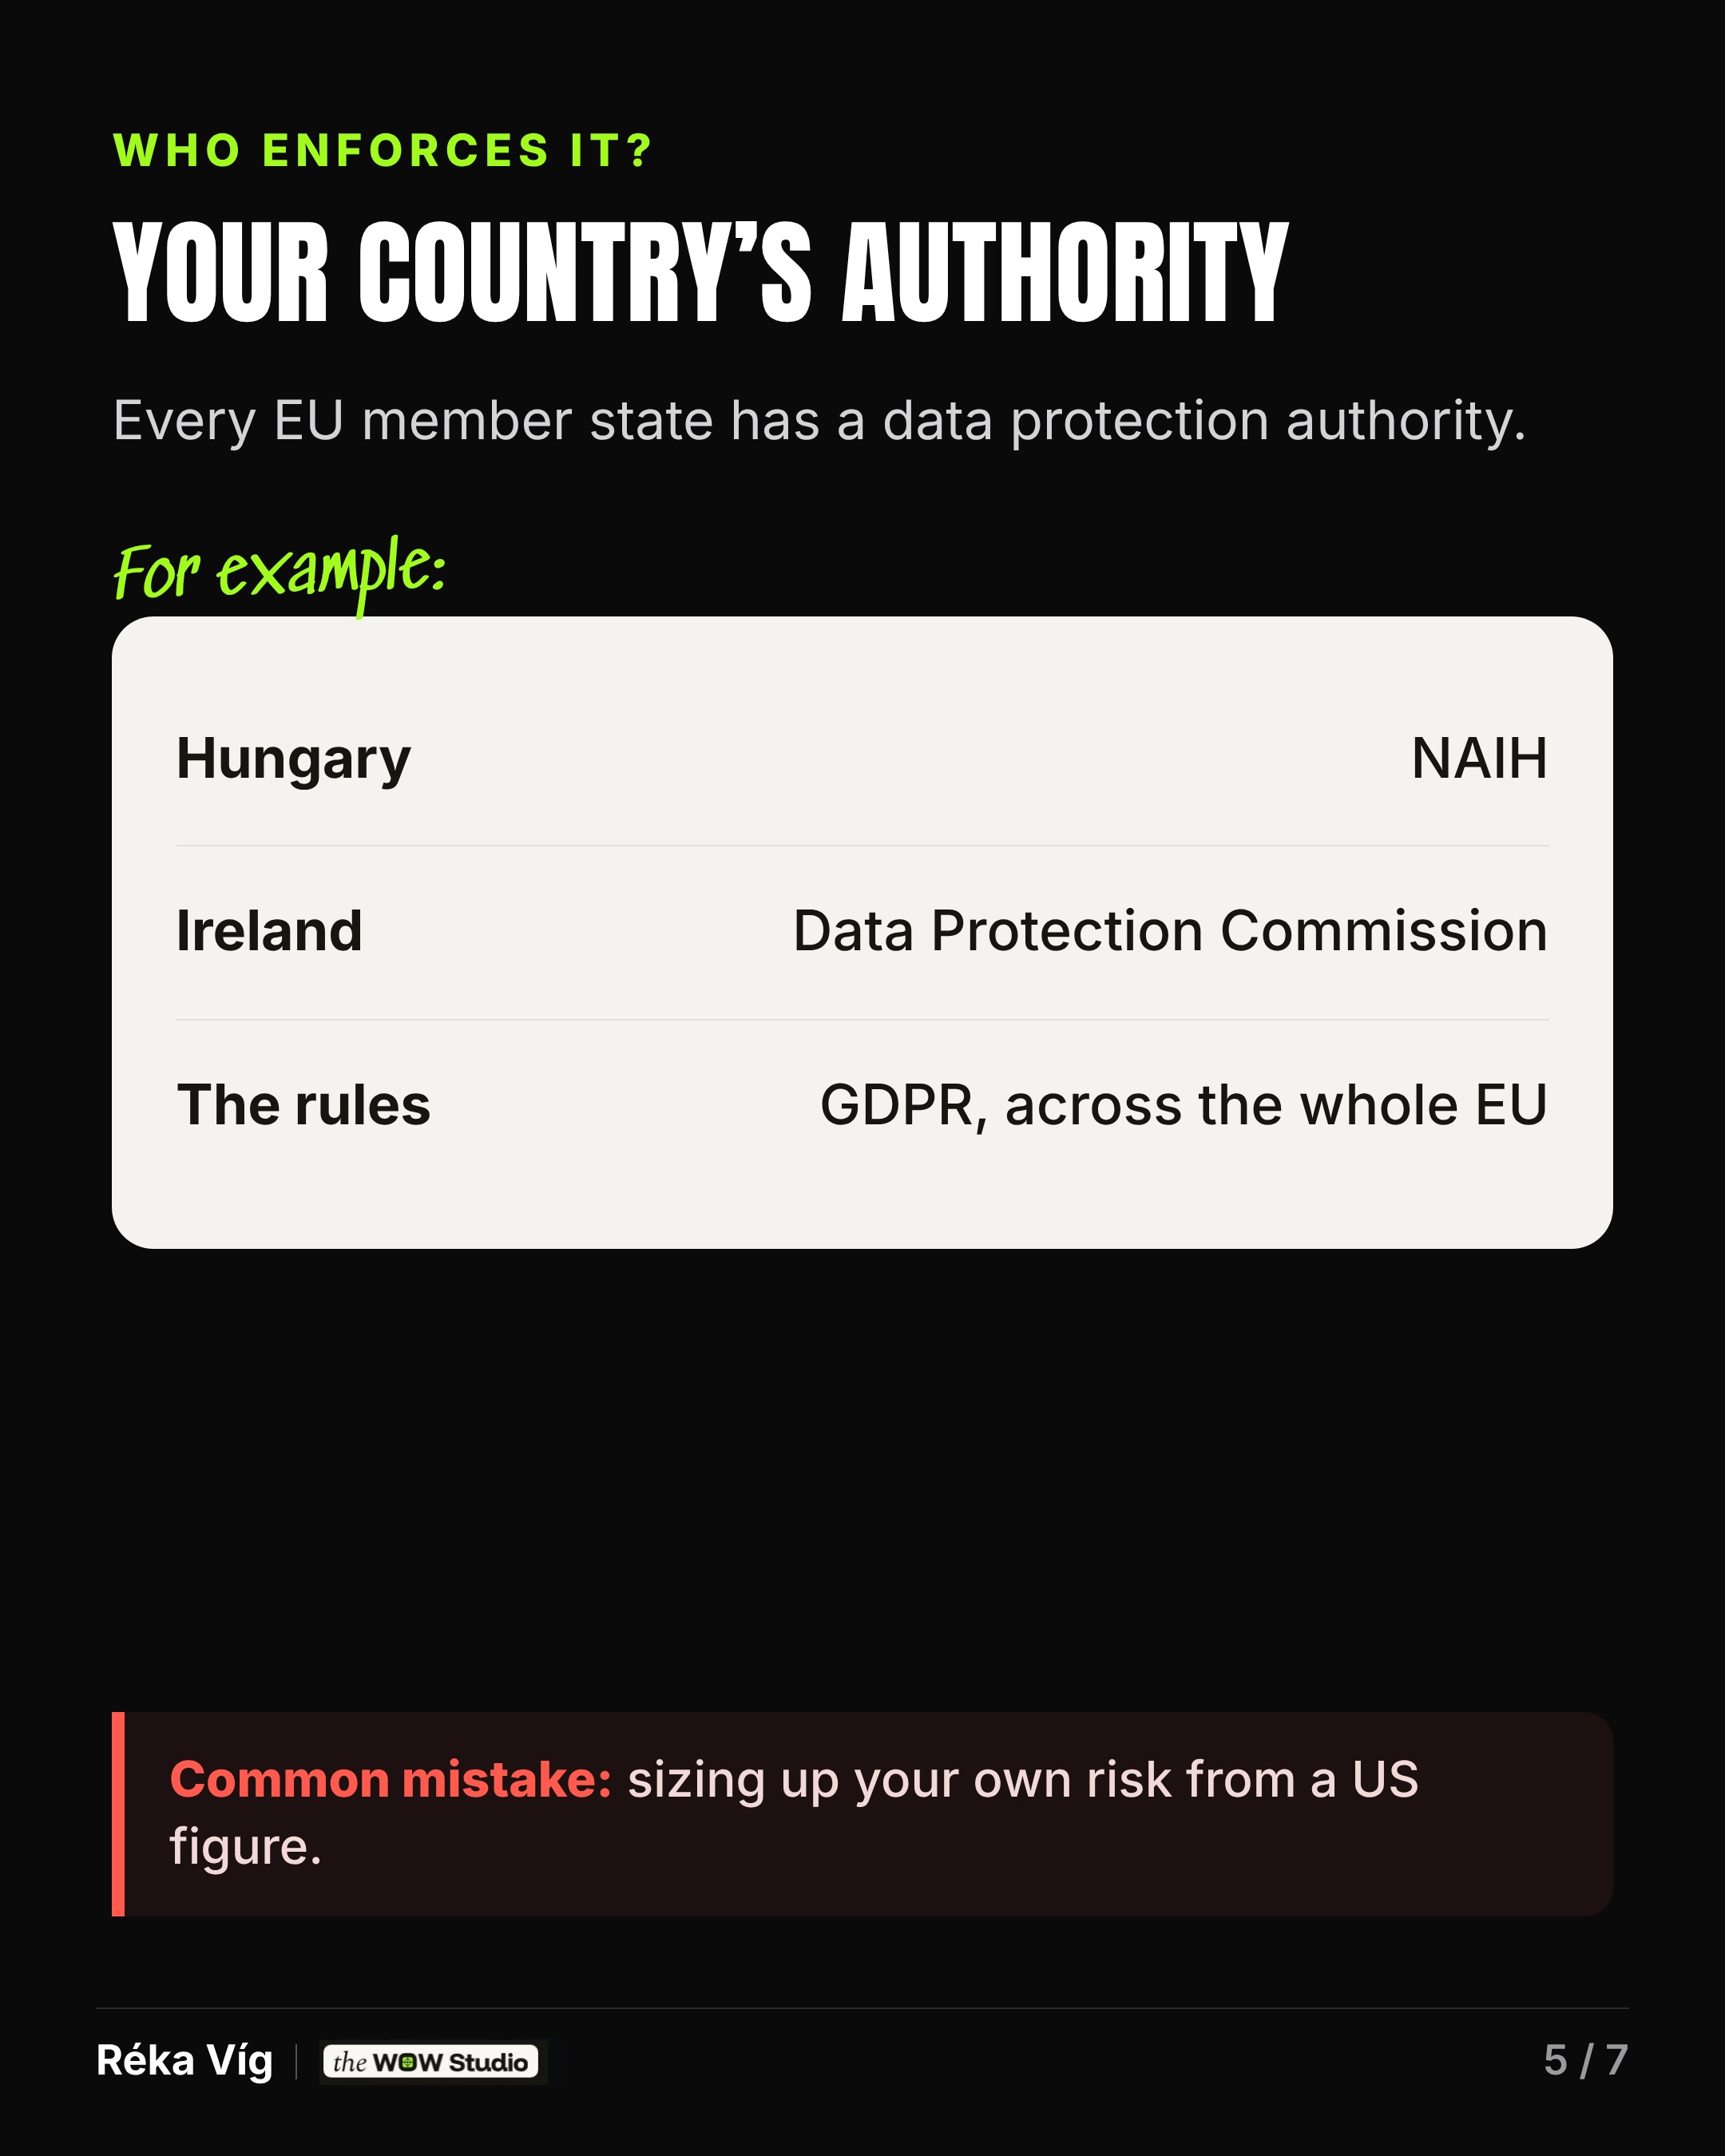 WHO ENFORCES IT?
YOUR COUNTRY’S AUTHORITY
Every EU member state has a data protection authority.
For example:
Hungary NAIH
Ireland Data Protection Commission
The rules GDPR, across the whole EU
Common mistake: sizing up your own risk from a US
figure.
Réka Víg the WOW Studio 5 / 7